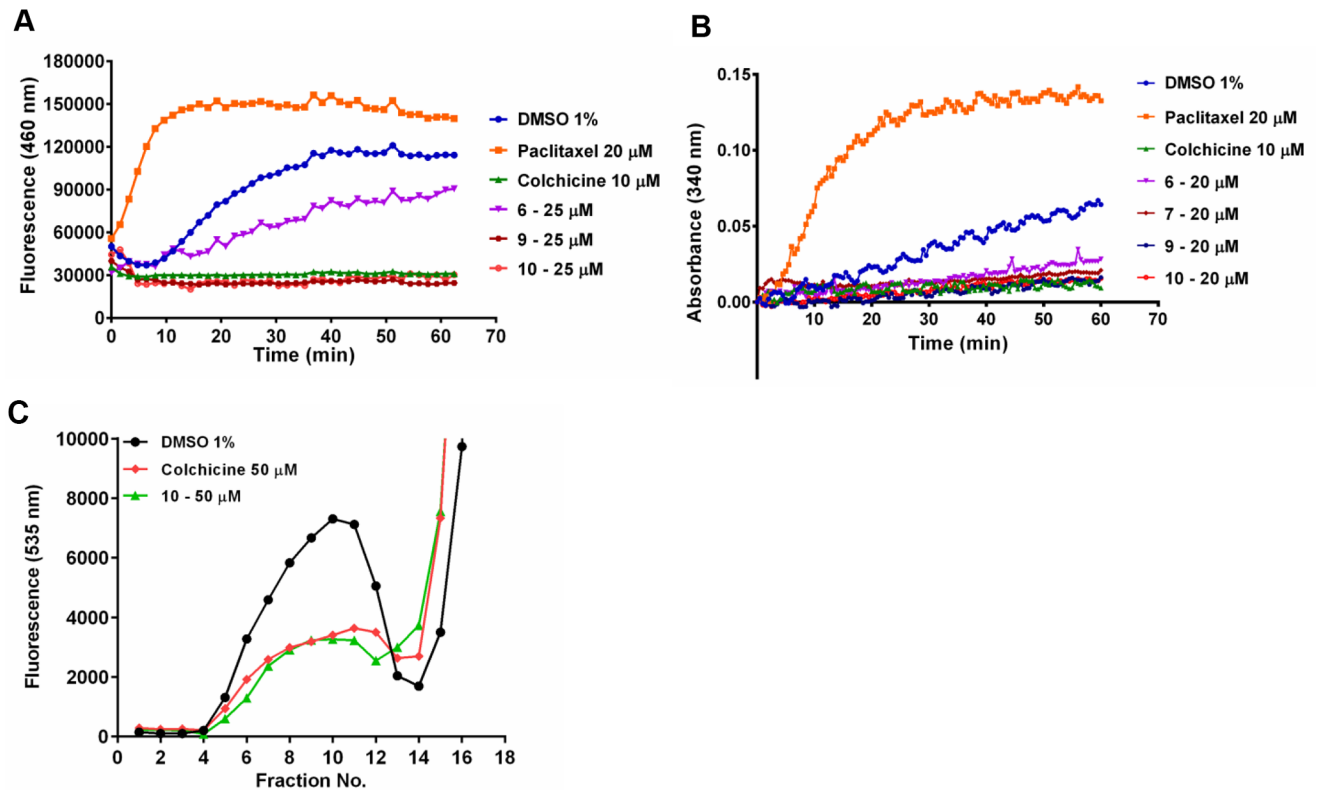 A
Fluorescence (460 nm)
180000
150000
120000
90000
60000
30000
0
0 10 20 30 40 50 60 70
Time (min)
DMSO 1%
Paclitaxel 20 µM
Colchicine 10 µM
6 - 25 µM
9 - 25 µM
10 - 25 µM
B
Absorbance (340 nm)
0.15
0.10
0.05
0.00
10 20 30 40 50 60 70
Time (min)
DMSO 1%
Paclitaxel 20 µM
Colchicine 10 µM
6 - 20 µM
7 - 20 µM
9 - 20 µM
10 - 20 µM
C
Fluorescence (535 nm)
10000
8000
6000
4000
2000
0
0 2 4 6 8 10 12 14 16 18
Fraction No.
DMSO 1%
Colchicine 50 µM
10 - 50 µM